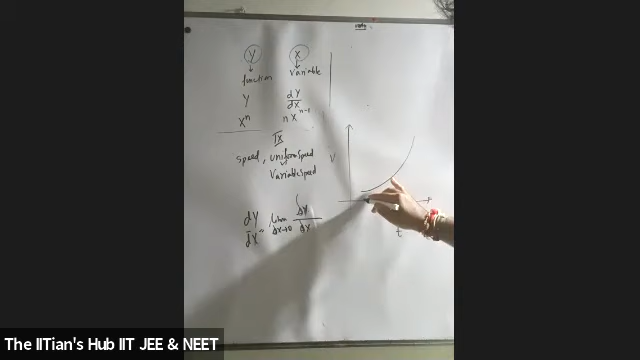 Y X
function variable
Y dY/dX
X^n nX^n-1
IX
speed, Uniform speed
Variable speed
V
dY/dX = lim ΔX→0 ΔY/ΔX
t
The IITian's Hub IIT JEE & NEET